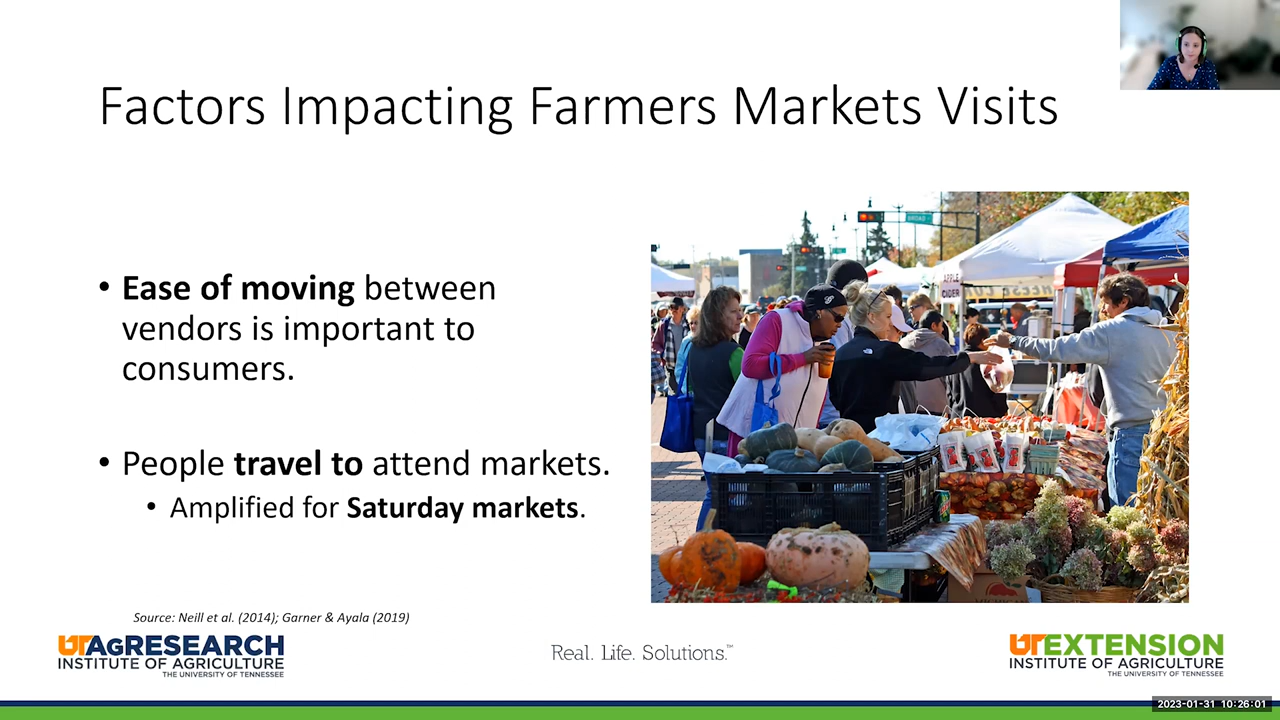 Factors Impacting Farmers Markets Visits
• Ease of moving between
vendors is important to
consumers.
• People travel to attend markets.
• Amplified for Saturday markets.
BROAD
APPLE
CIDER
Source: Neill et al. (2014); Garner & Ayala (2019)
UTAGRESEARCH
INSTITUTE OF AGRICULTURE
THE UNIVERSITY OF TENNESSEE
Real. Life. Solutions.™
UTEXTENSION
INSTITUTE OF AGRICULTURE
THE UNIVERSITY OF TENNESSEE
2023-01-31 10:26:01